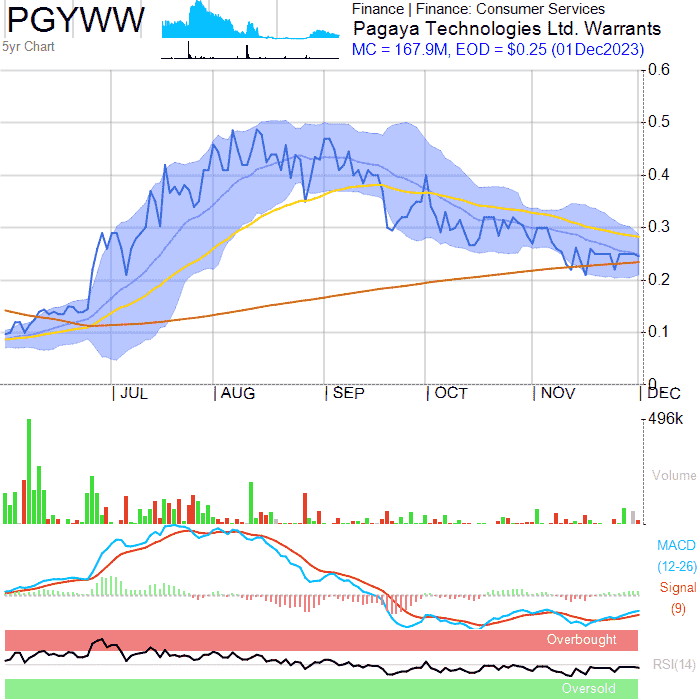 PGYWW
5yr Chart
Finance | Finance: Consumer Services
Pagaya Technologies Ltd. Warrants
MC = 167.9M, EOD = $0.25 (01Dec2023)
0.6
0.5
0.4
0.3
0.2
0.1
0
JUL AUG SEP OCT NOV DEC
496k
Volume
MACD
(12-26)
Signal
(9)
Overbought
RSI(14)
Oversold